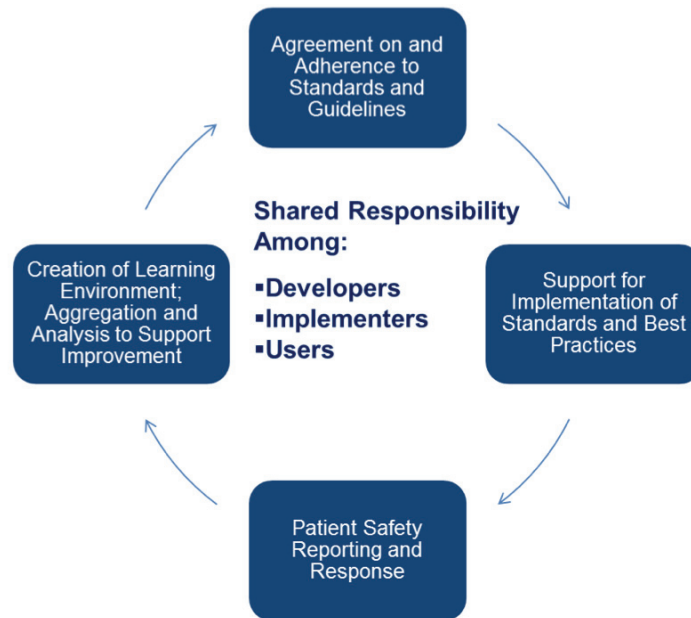 Agreement on and
Adherence to
Standards and
Guidelines
Shared Responsibility
Among:
▪Developers
▪Implementers
▪Users
Creation of Learning
Environment;
Aggregation and
Analysis to Support
Improvement
Support for
Implementation of
Standards and Best
Practices
Patient Safety
Reporting and
Response